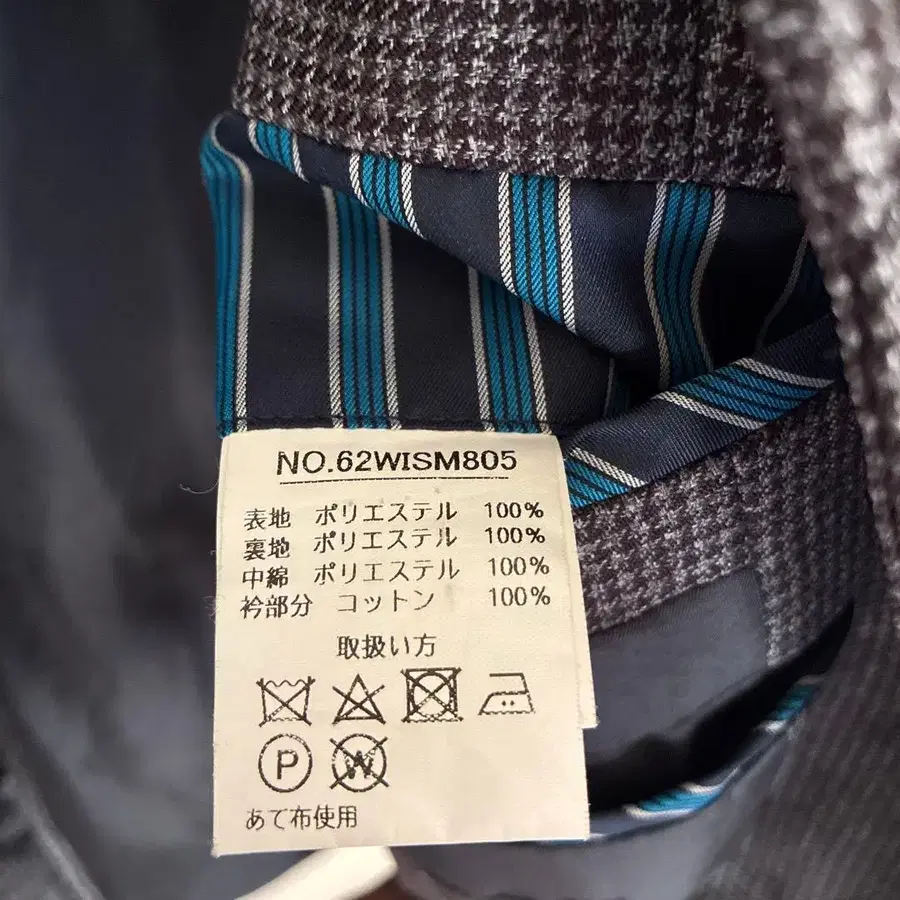 NO.62WISM805
表地 ポリエステル 100%
裏地 ポリエステル 100%
中綿 ポリエステル 100%
衿部分 コットン 100%
取扱い方
P W
あて布使用